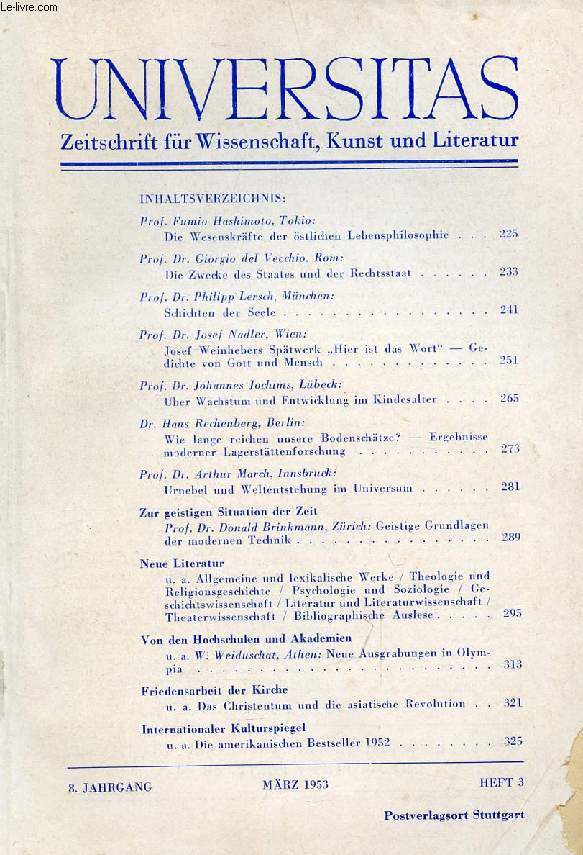 Le-livre.com
UNIVERSITAS
Zeitschrift für Wissenschaft, Kunst und Literatur
INHALTSVERZEICHNIS:
Prof. Fumio Hashimoto, Tokio:
Die Wesenskräfte der östlichen Lebensphilosophie . . . 225
Prof. Dr. Giorgio del Vecchio, Rom:
Die Zwecke des Staates und der Rechtsstaat . . . . . . 233
Prof. Dr. Philipp Lersch, München:
Schichten der Seele . . . . . . . . . . . . . . . . . 241
Prof. Dr. Josef Nadler, Wien:
Josef Weinhebers Spätwerk „Hier ist das Wort“ — Ge-
dichte von Gott und Mensch . . . . . . . . . . . . . 251
Prof. Dr. Johannes Jochims, Lübeck:
Über Wachstum und Entwicklung im Kindesalter . . . . 265
Dr. Hans Rechenberg, Berlin:
Wie lange reichen unsere Bodenschätze? — Ergebnisse
moderner Lagerstättenforschung . . . . . . . . . . . 273
Prof. Dr. Arthur March, Innsbruck:
Urnebel und Weltentstehung im Universum . . . . . . 281
Zur geistigen Situation der Zeit
Prof. Dr. Donald Brinkmann, Zürich: Geistige Grundlagen
der modernen Technik . . . . . . . . . . . . . . . . 289
Neue Literatur
u. a. Allgemeine und lexikalische Werke / Theologie und
Religionsgeschichte / Psychologie und Soziologie / Ge-
schichtswissenschaft / Literatur und Literaturwissenschaft /
Theaterwissenschaft / Bibliographische Auslese . . . . . 295
Von den Hochschulen und Akademien
u. a. W. Weiduschat, Athen: Neue Ausgrabungen in Olym-
pia . . . . . . . . . . . . . . . . . . . . . . . . . 313
Friedensarbeit der Kirche
u. a. Das Christentum und die asiatische Revolution . . 321
Internationaler Kulturspiegel
u. a. Die amerikanischen Bestseller 1952 . . . . . . . . 325
8. JAHRGANG MÄRZ 1953 HEFT 3
Postverlagsort Stuttgart